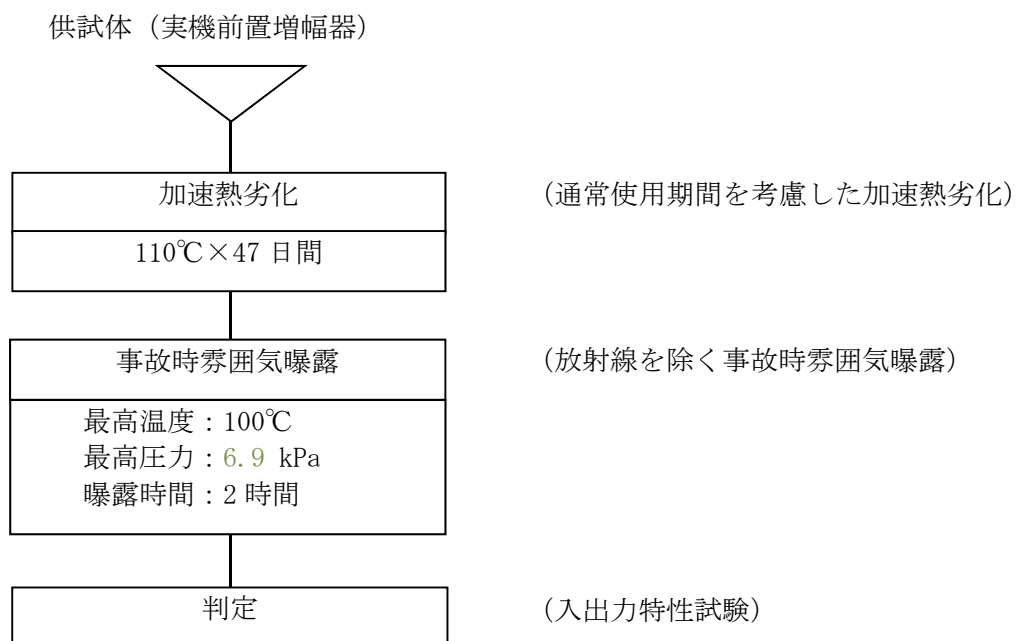 供試体（実機前置増幅器）
加速熱劣化
（通常使用期間を考慮した加速熱劣化）
110℃×47 日間
事故時雰囲気曝露
（放射線を除く事故時雰囲気曝露）
最高温度：100℃
最高圧力：6.9 kPa
曝露時間：2 時間
判定
（入出力特性試験）